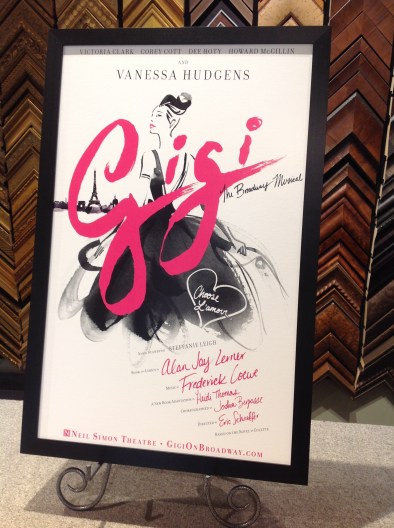 VICTORIA CLARK COREY COTT DEE HOTY HOWARD McGILLIN
AND
VANESSA HUDGENS
Gigi
The Broadway Musical
Choose
L'amour
STEFFANIE LEIGH
Alan Jay Lerner
Frederick Loewe
Heidi Thomas
Joshua Bergasse
Eric Schaeffer
NEIL SIMON THEATRE • GIGIONBROADWAY.COM